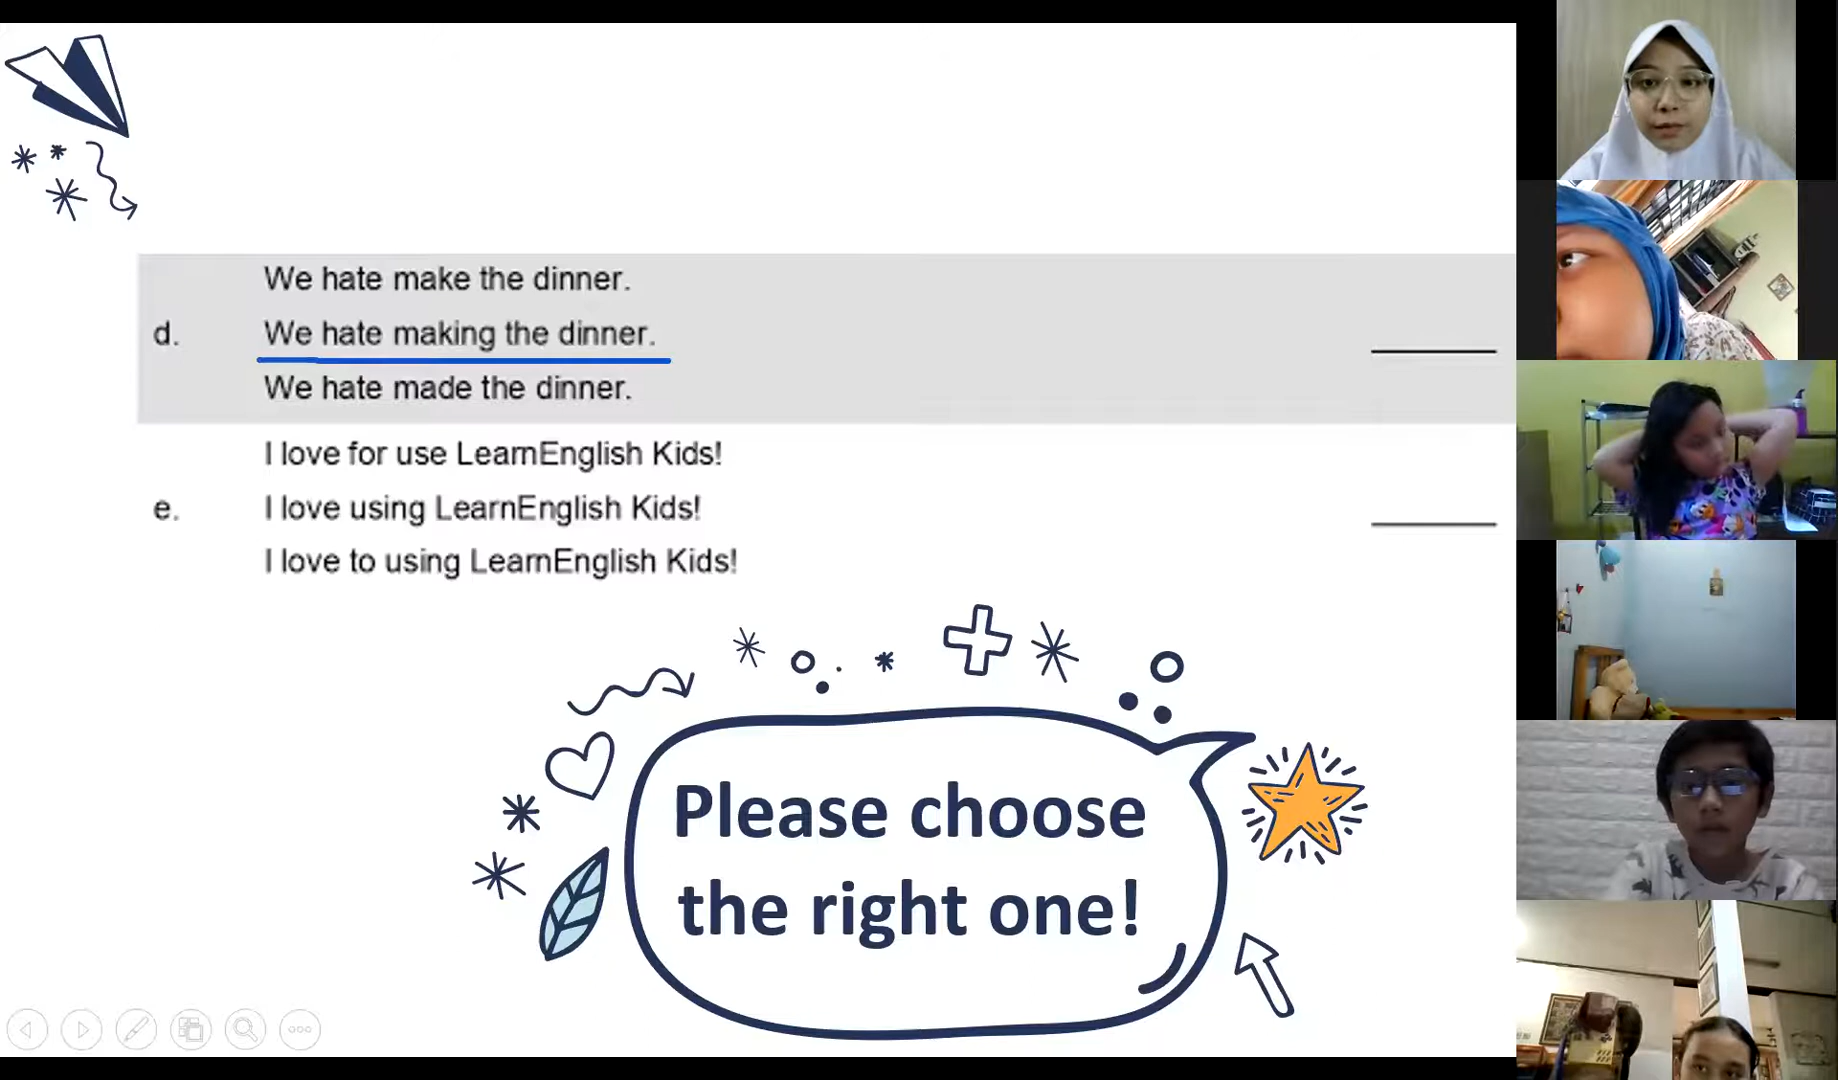 We hate make the dinner.
d. We hate making the dinner.
We hate made the dinner.
I love for use LearnEnglish Kids!
e. I love using LearnEnglish Kids!
I love to using LearnEnglish Kids!
Please choose
the right one!